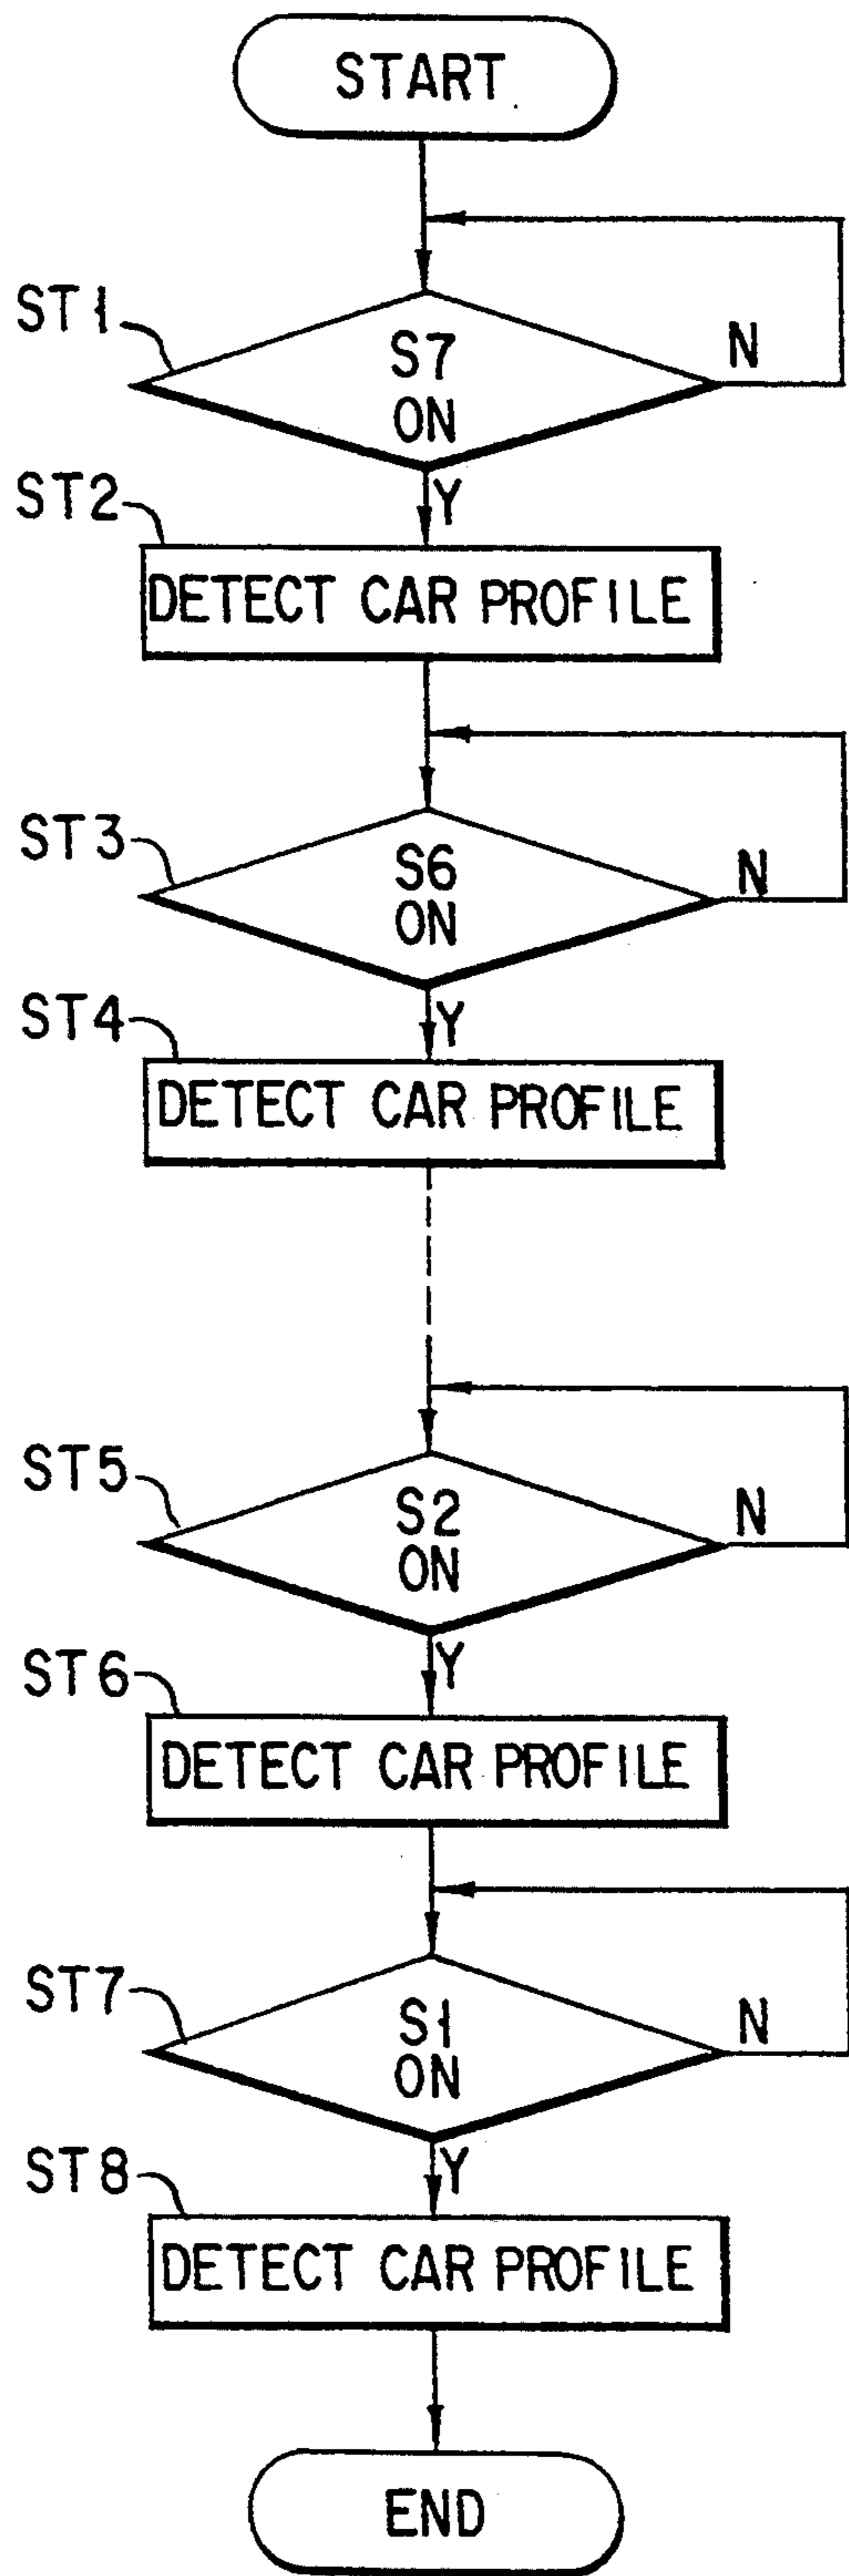 START
ST1
S7
ON
N
Y
ST2
DETECT CAR PROFILE
ST3
S6
ON
N
Y
ST4
DETECT CAR PROFILE
ST5
S2
ON
N
Y
ST6
DETECT CAR PROFILE
ST7
S1
ON
N
Y
ST8
DETECT CAR PROFILE
END